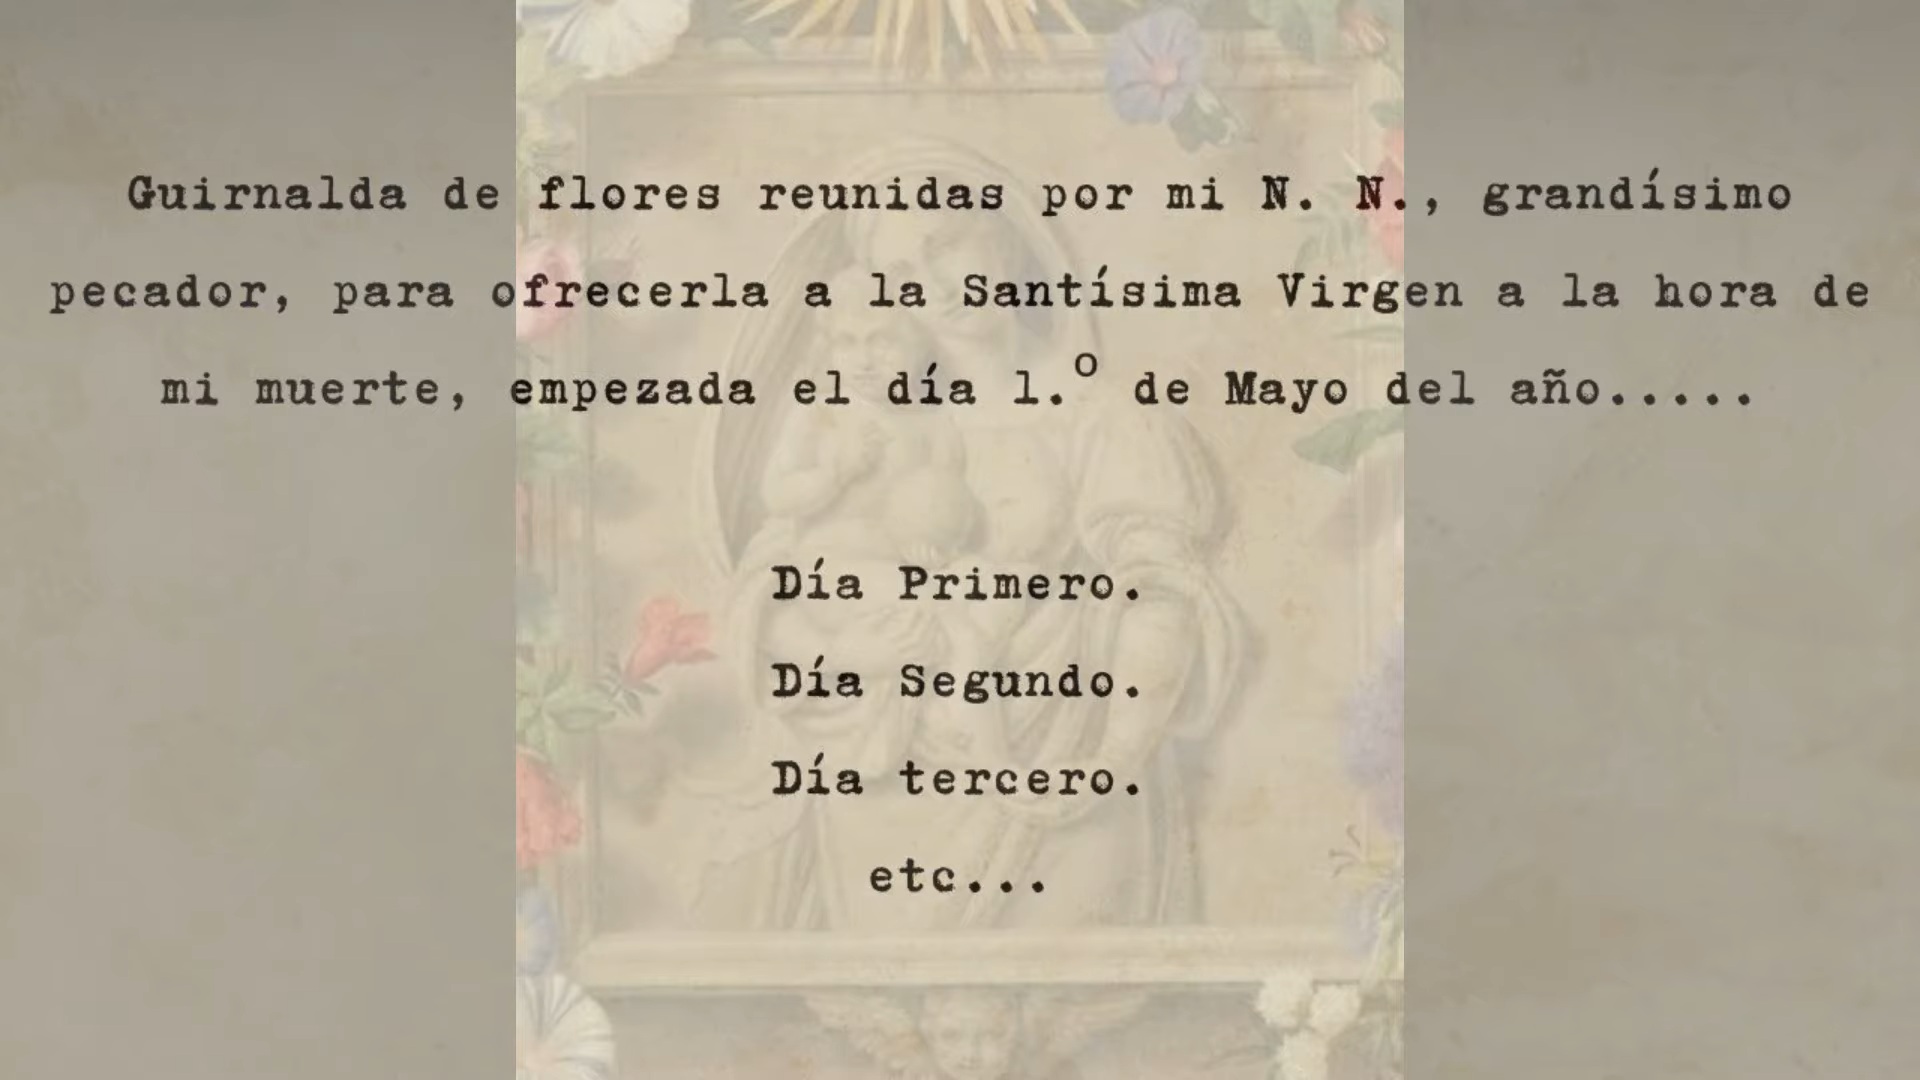 Guirnalda de flores reunidas por mi N. N., grandísimo
pecador, para ofrecerla a la Santísima Virgen a la hora de
mi muerte, empezada el día 1.º de Mayo del año.....
Día Primero.
Día Segundo.
Día tercero.
etc...